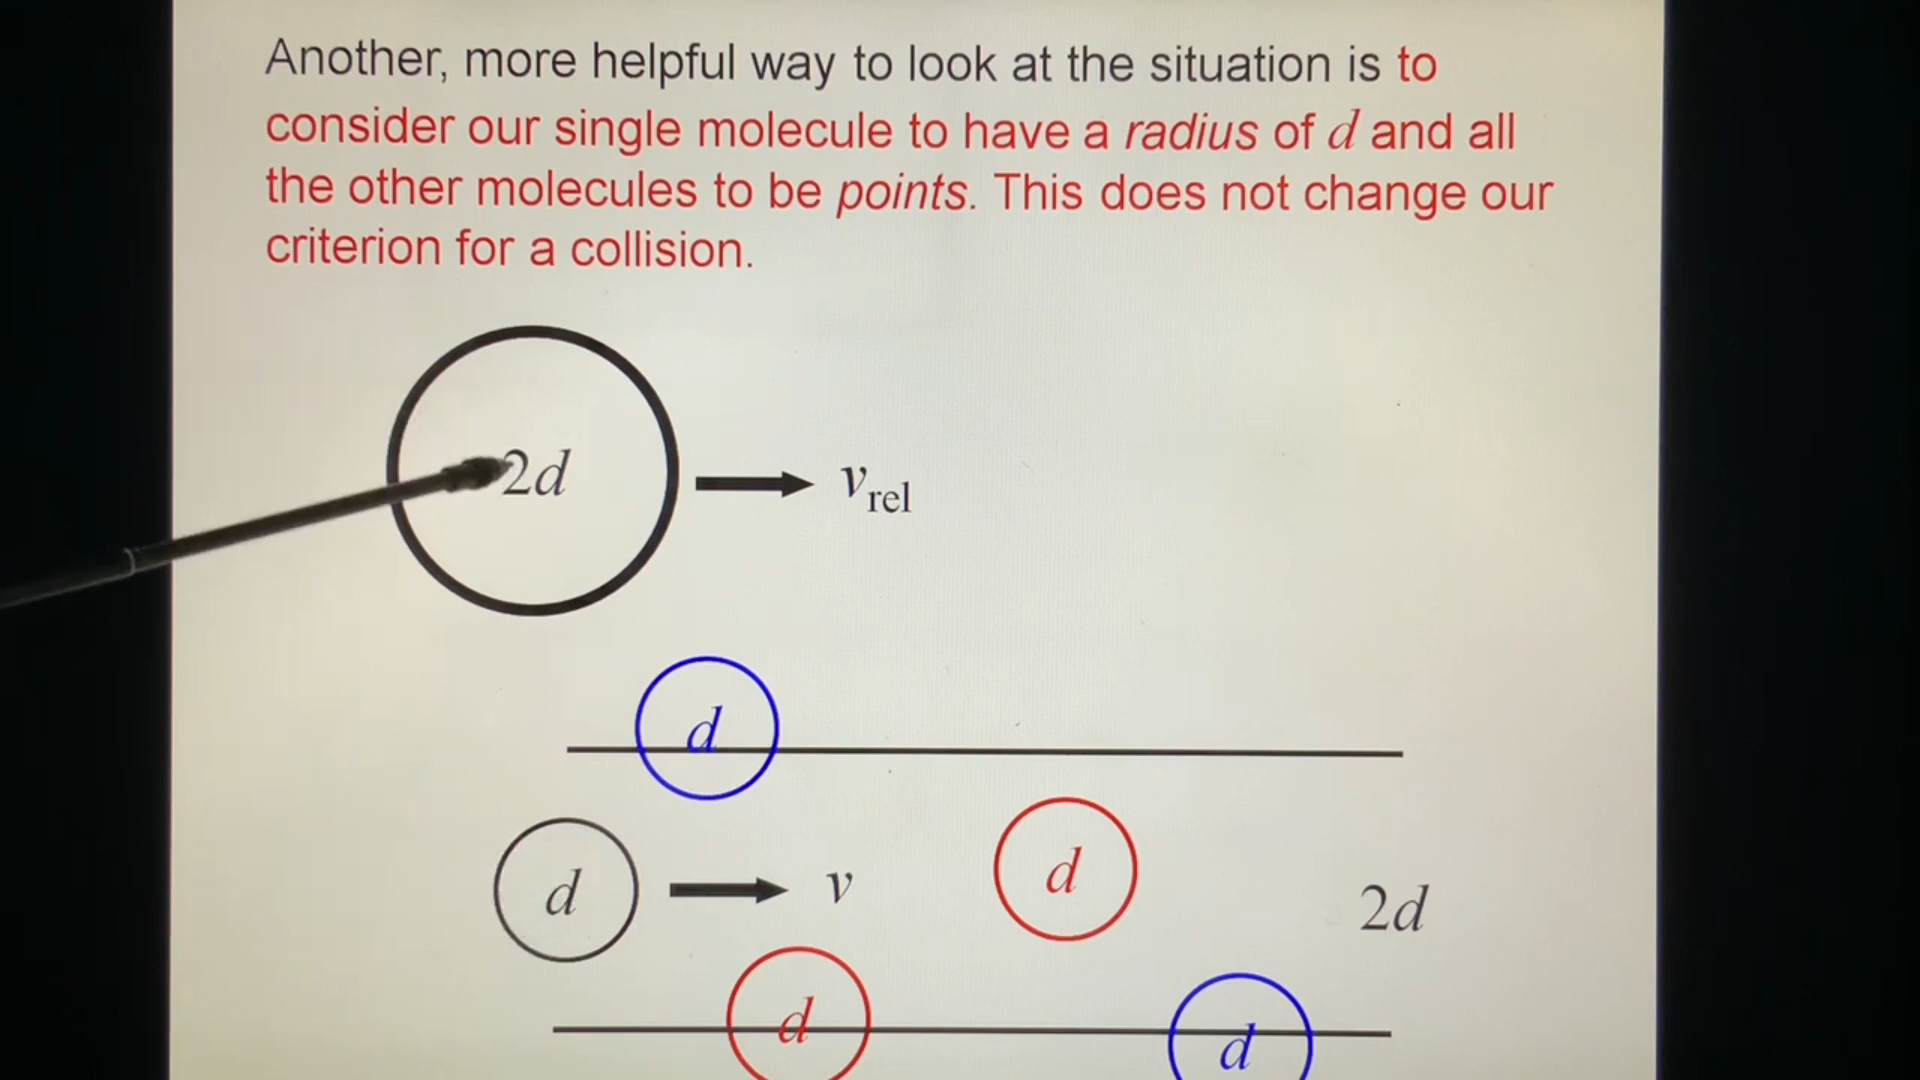 Another, more helpful way to look at the situation is to
consider our single molecule to have a radius of d and all
the other molecules to be points. This does not change our
criterion for a collision.
2d
v rel
d
d
v
d
2d
d
d